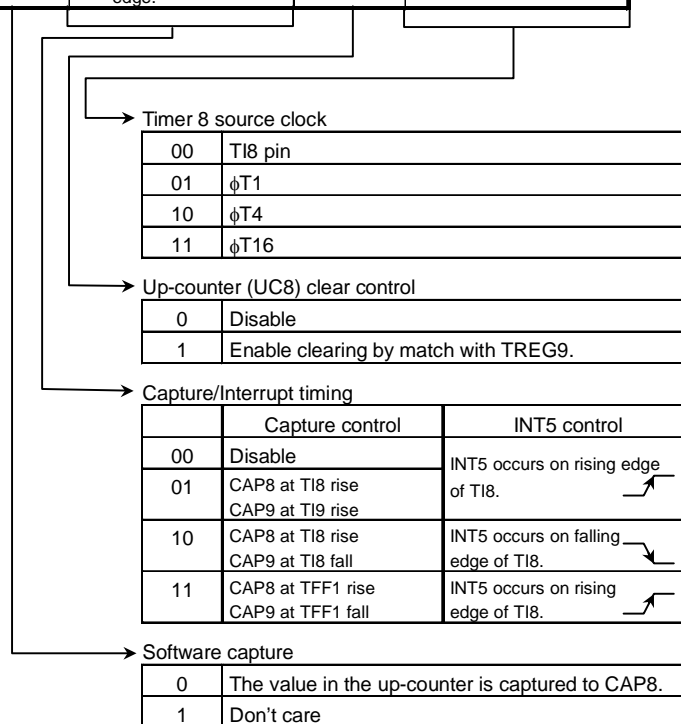 edge.
Timer 8 source clock
00 TI8 pin
01 ϕT1
10 ϕT4
11 ϕT16
Up-counter (UC8) clear control
0 Disable
1 Enable clearing by match with TREG9.
Capture/Interrupt timing
Capture control INT5 control
00 Disable INT5 occurs on rising edge
01 CAP8 at TI8 rise of TI8.
CAP9 at TI9 rise
10 CAP8 at TI8 rise INT5 occurs on falling
CAP9 at TI8 fall edge of TI8.
11 CAP8 at TFF1 rise INT5 occurs on rising
CAP9 at TFF1 fall edge of TI8.
Software capture
0 The value in the up-counter is captured to CAP8.
1 Don't care